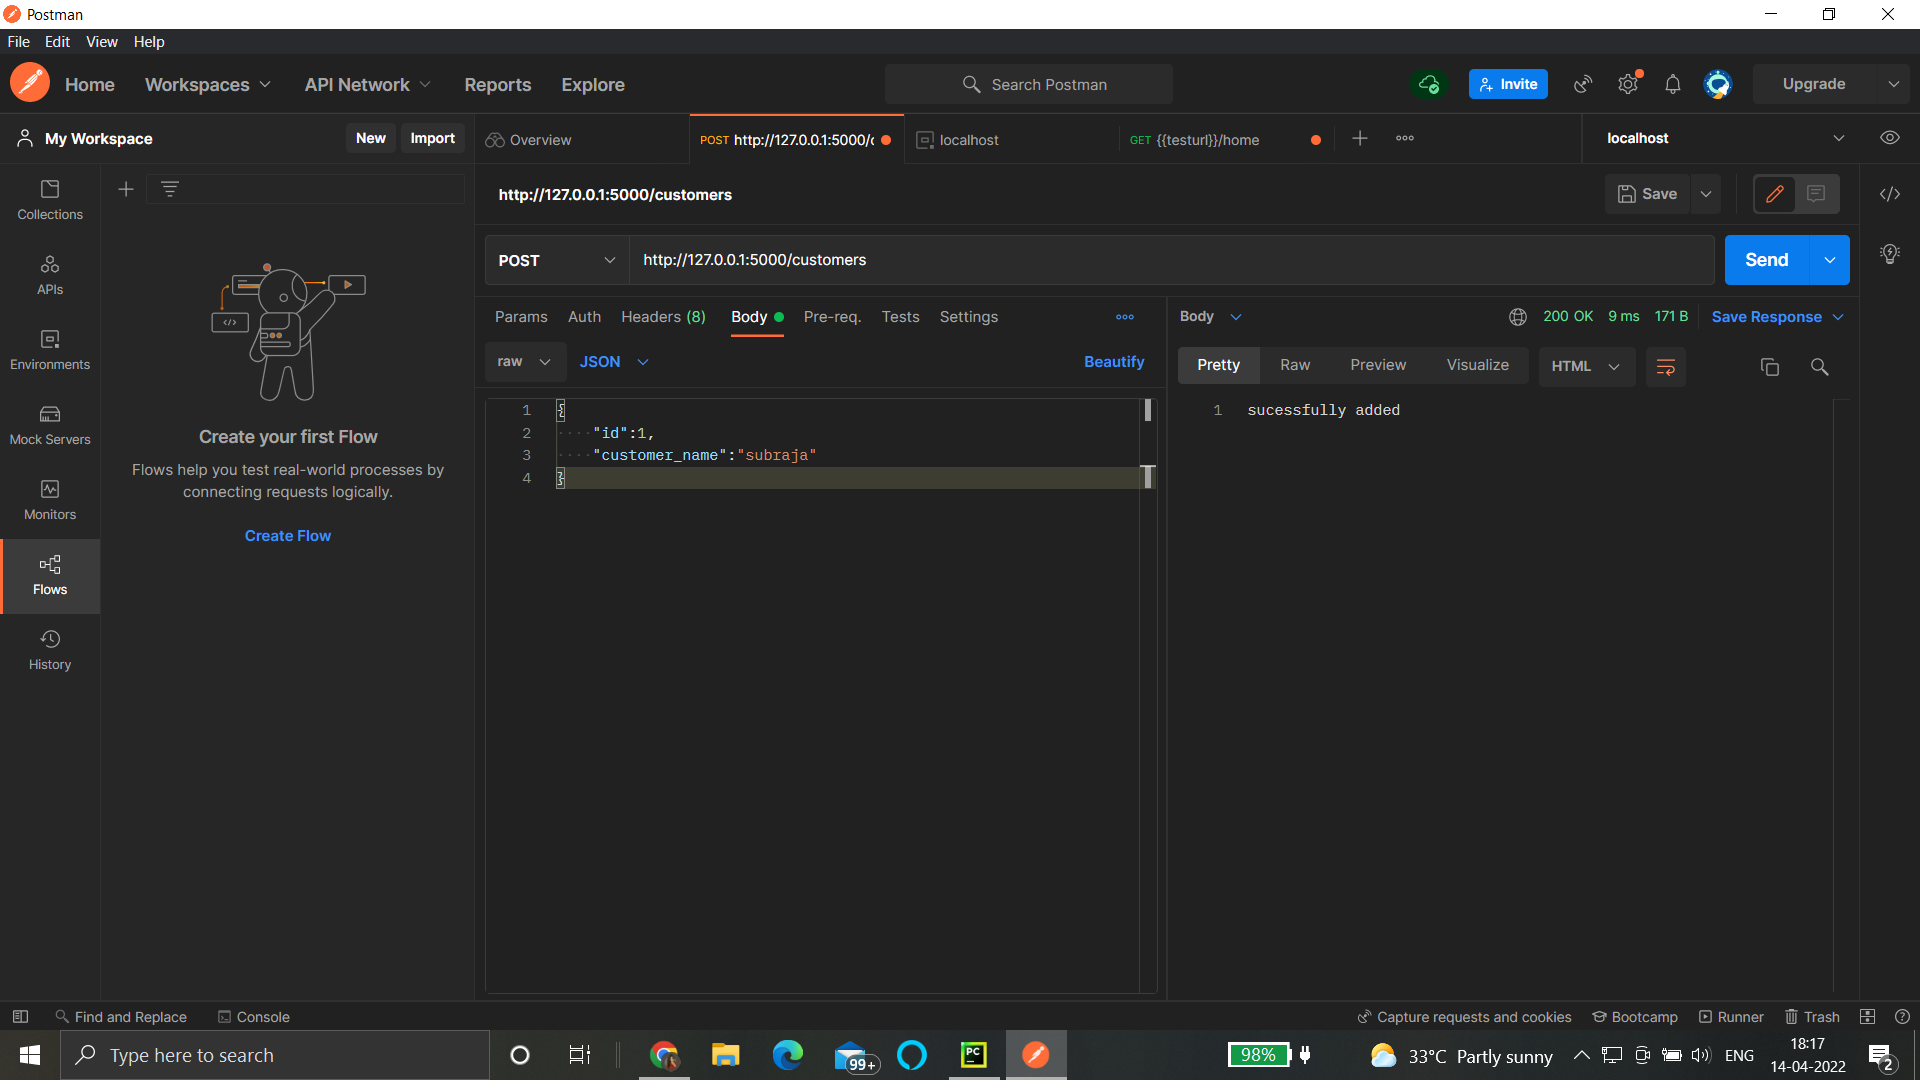 Postman
File Edit View Help
Home Workspaces API Network Reports Explore Search Postman Invite Upgrade
My Workspace New Import Overview POST http://127.0.0.1:5000/c localhost GET {{testurl}}/home localhost
Collections
APIs
Environments
Mock Servers
Monitors
Flows
History
</>
Create your first Flow
Flows help you test real-world processes by
connecting requests logically.
Create Flow
http://127.0.0.1:5000/customers Save </>
POST http://127.0.0.1:5000/customers Send
Params Auth Headers (8) Body Pre-req. Tests Settings
raw JSON Beautify
1 {
2 ····"id":1,
3 ····"customer_name":"subraja"
4 }
Body 200 OK 9 ms 171 B Save Response
Pretty Raw Preview Visualize HTML
1 sucessfully added
Find and Replace Console Capture requests and cookies Bootcamp Runner Trash
Type here to search 99+ PC 98% 33°C Partly sunny ENG 18:17
14-04-2022 2